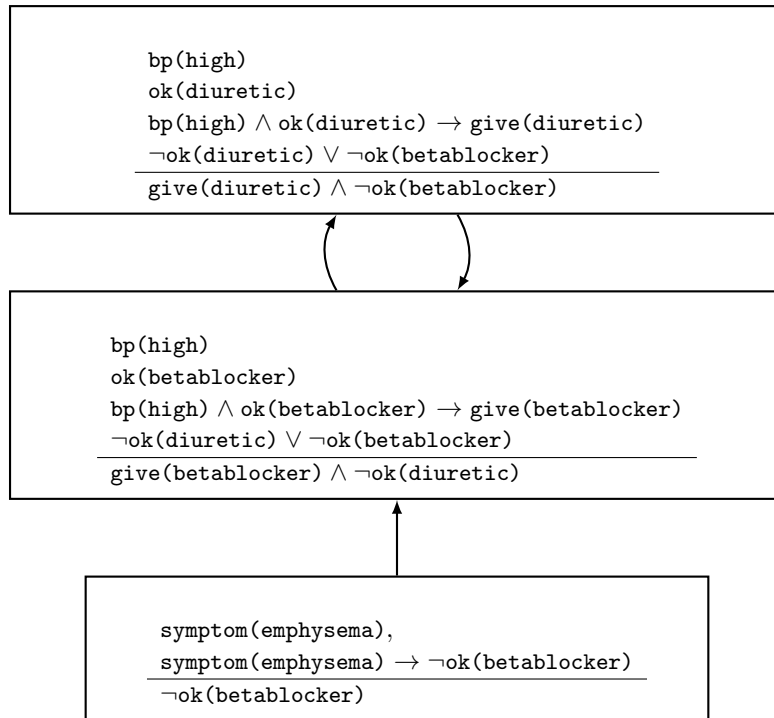 bp(high)
ok(diuretic)
bp(high) ∧ ok(diuretic) → give(diuretic)
¬ok(diuretic) ∨ ¬ok(betablocker)
give(diuretic) ∧ ¬ok(betablocker)
bp(high)
ok(betablocker)
bp(high) ∧ ok(betablocker) → give(betablocker)
¬ok(diuretic) ∨ ¬ok(betablocker)
give(betablocker) ∧ ¬ok(diuretic)
symptom(emphysema),
symptom(emphysema) → ¬ok(betablocker)
¬ok(betablocker)